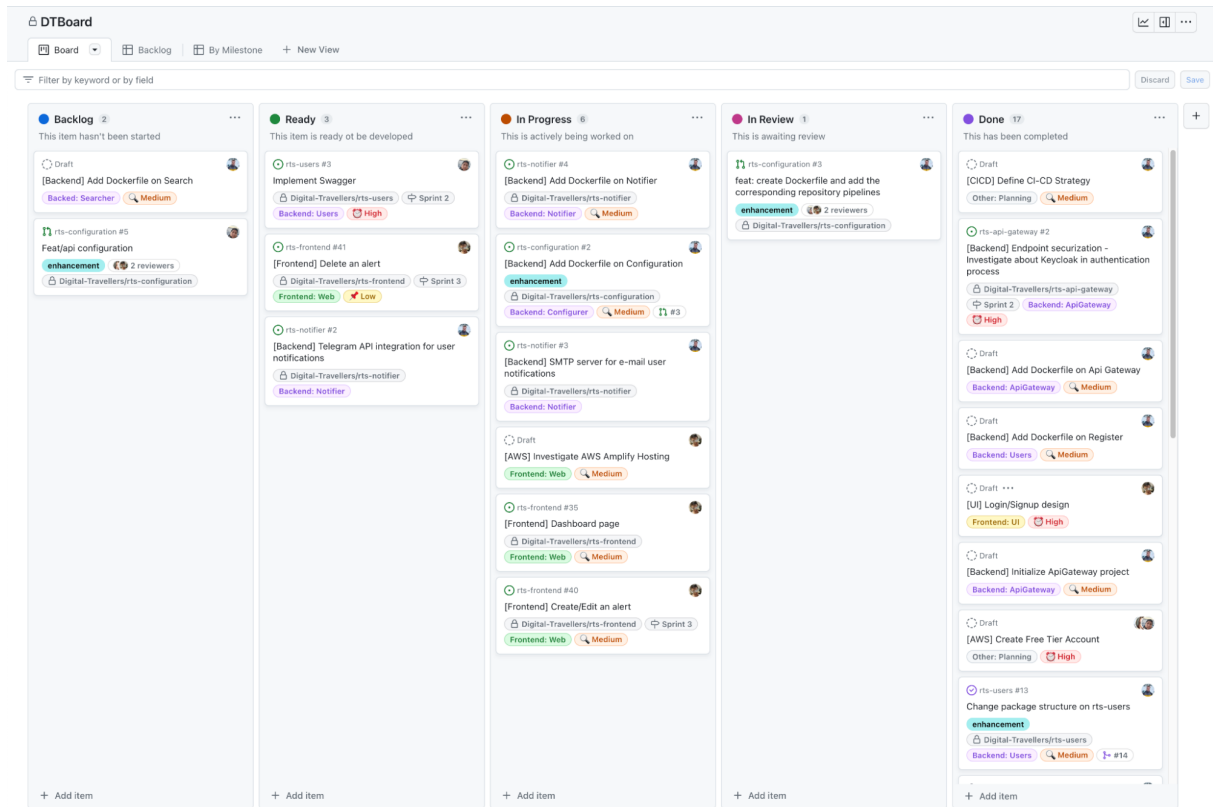 DTBoard
Board
Backlog
By Milestone
+ New View
Filter by keyword or by field
Discard
Save
Backlog 2
This item hasn't been started
Draft
[Backend] Add Dockerfile on Search
Backed: Searcher
Medium
rts-configuration #5
Feat/api configuration
enhancement
2 reviewers
Digital-Travellers/rts-configuration
+ Add item
Ready 3
This item is ready ot be developed
rts-users #3
Implement Swagger
Digital-Travellers/rts-users
Sprint 2
Backend: Users
High
rts-frontend #41
[Frontend] Delete an alert
Digital-Travellers/rts-frontend
Sprint 3
Frontend: Web
Low
rts-notifier #2
[Backend] Telegram API integration for user
notifications
Digital-Travellers/rts-notifier
Backend: Notifier
+ Add item
In Progress 6
This is actively being worked on
rts-notifier #4
[Backend] Add Dockerfile on Notifier
Digital-Travellers/rts-notifier
Backend: Notifier
Medium
rts-configuration #2
[Backend] Add Dockerfile on Configuration
enhancement
Digital-Travellers/rts-configuration
Backend: Configurer
Medium
#3
rts-notifier #3
[Backend] SMTP server for e-mail user
notifications
Digital-Travellers/rts-notifier
Backend: Notifier
Draft
[AWS] Investigate AWS Amplify Hosting
Frontend: Web
Medium
rts-frontend #35
[Frontend] Dashboard page
Digital-Travellers/rts-frontend
Frontend: Web
Medium
rts-frontend #40
[Frontend] Create/Edit an alert
Digital-Travellers/rts-frontend
Sprint 3
Frontend: Web
Medium
+ Add item
In Review 1
This is awaiting review
rts-configuration #3
feat: create Dockerfile and add the
corresponding repository pipelines
enhancement
2 reviewers
Digital-Travellers/rts-configuration
+ Add item
Done 17
This has been completed
Draft
[CICD] Define CI-CD Strategy
Other: Planning
Medium
rts-api-gateway #2
[Backend] Endpoint securization -
Investigate about Keycloak in authentication
process
Digital-Travellers/rts-api-gateway
Sprint 2
Backend: ApiGateway
High
Draft
[Backend] Add Dockerfile on Api Gateway
Backend: ApiGateway
Medium
Draft
[Backend] Add Dockerfile on Register
Backend: Users
Medium
Draft
[UI] Login/Signup design
Frontend: UI
High
Draft
[Backend] Initialize ApiGateway project
Backend: ApiGateway
Medium
Draft
[AWS] Create Free Tier Account
Other: Planning
High
rts-users #13
Change package structure on rts-users
enhancement
Digital-Travellers/rts-users
Backend: Users
Medium
#14
+ Add item